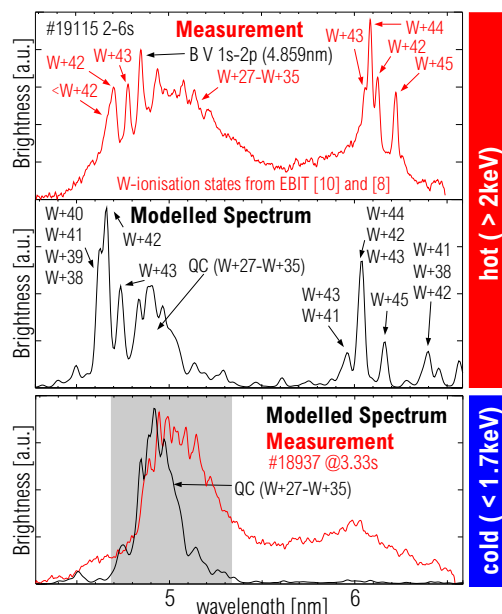 #19115 2-6s
Measurement
W+44
W+43
B V 1s-2p (4.859nm)
W+43
W+42
W+42
W+45
<W+42
W+27-W+35
Brightness [a.u.]
W-ionisation states from EBIT [10] and [8]
hot ( > 2keV)
Modelled Spectrum
W+40
W+41
W+39
W+38
W+42
W+43
QC (W+27-W+35)
W+44
W+42
W+43
W+43
W+41
W+45
W+41
W+38
W+42
Brightness [a.u.]
Modelled Spectrum
Measurement
#18937 @3.33s
QC (W+27-W+35)
Brightness [a.u.]
cold ( < 1.7keV)
5
6
wavelength [nm]